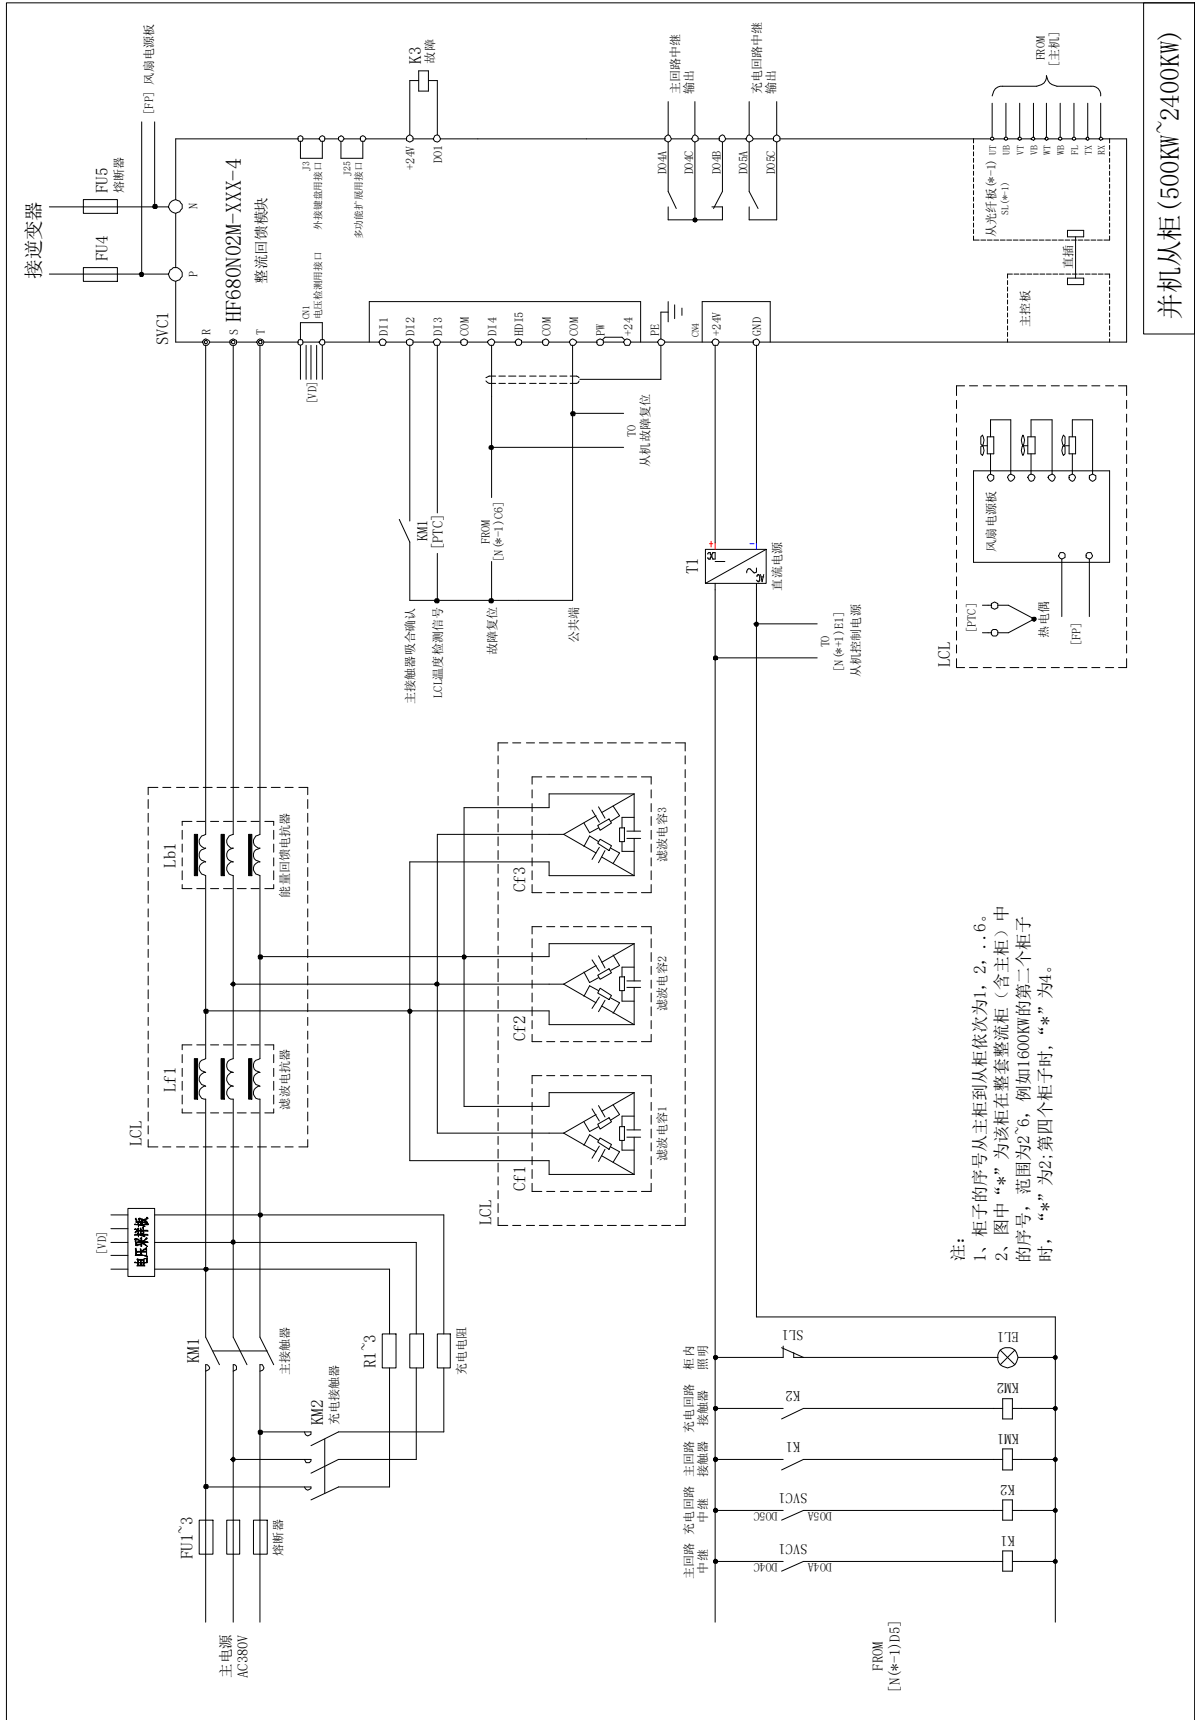 并机从柜(500KW~2400KW)
主电源
AC380V
FU1~3
熔断器
KM2
充电接触器
KM1
主接触器
R1~3
充电电阻
[VD]
电压采样板
LCL
Lf1
滤波电抗器
Lb1
能量回馈电抗器
LCL
Cf1
滤波电容1
Cf2
滤波电容2
Cf3
滤波电容3
接逆变器
FU4
FU5
熔断器
[FP] 风扇电源板
SVC1
R
S
T
P
N
HF680N02M-XXX-4
整流回馈模块
CN1
电压检测用接口
[VD]
J3
外接键盘用接口
J25
多功能扩展用接口
K3
故障
+24V
DO1
DI1
DI2
DI3
COM
DI4
HDI5
COM
COM
PW
+24
PE
CN4
+24V
GND
主接触器吸合确认
KM1
LCL温度检测信号
[PTC]
故障复位
FROM
[N(*-1)C6]
公共端
TO
从机故障复位
DO4A
DO4C
DO4B
DO5A
DO5C
主回路中继
输出
充电回路中继
输出
主控板
直插
从光纤板(*-1)
SL(*-1)
UT
UB
VT
VB
WT
WB
FL
TX
RX
FROM
[主机]
T1
+
-
DC
AC
直流电源
TO
[N(*+1)E1]
从机控制电源
LCL
[PTC]
热电偶
[FP]
风扇电源板
主回路
中继
充电回路
中继
主回路
接触器
充电回路
接触器
柜内
照明
DO4C
SVC1
DO4A
DO5C
SVC1
DO5A
K1
K2
SL1
K1
K2
KM1
KM2
EL1
FROM
[N(*-1)D5]
注：
1、柜子的序号从主柜到从柜依次为1，2，..6。
2、图中“*”为该柜在整套整流柜（含主柜）中
的序号，范围为2~6，例如1600KW的第二个柜子
时，“*”为2;第四个柜子时，“*”为4。